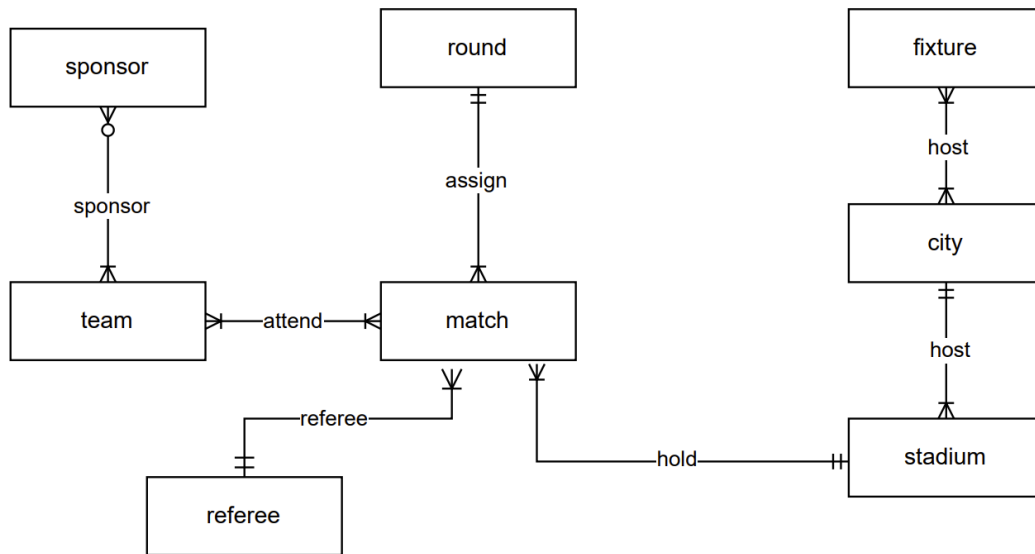 sponsor
round
fixture
host
assign
sponsor
city
team
attend
match
host
referee
hold
stadium
referee